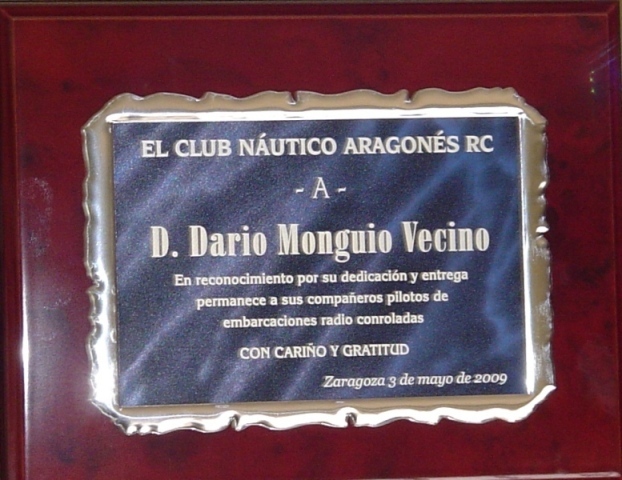 EL CLUB NÁUTICO ARAGONÉS RC
- A -
D. Dario Monguio Vecino
En reconocimiento por su dedicación y entrega
permanece a sus compañeros pilotos de
embarcaciones radio conroladas
CON CARIÑO Y GRATITUD
Zaragoza 3 de mayo de 2009